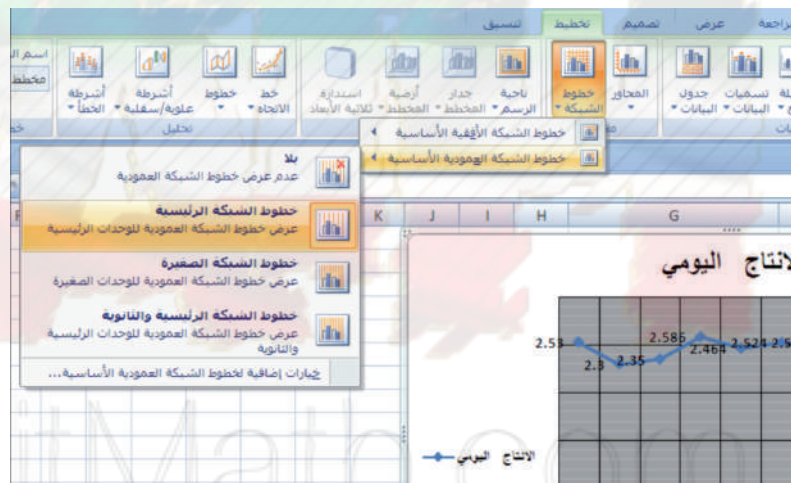 راجعة عرض تصميم تخطيط تنسيق
تسميات البيانات
جدول البيانات
المحاور
خطوط الشبكة
ناحية الرسم
جدار المخطط
أرضية المخطط
استدارة ثلاثية الأبعاد
خط الاتجاه
خطوط
أشرطة علوية/سفلية
أشرطة الخطأ
تحليل
خطوط الشبكة الأفقية الأساسية
خطوط الشبكة العمودية الأساسية
بلا
عدم عرض خطوط الشبكة العمودية
خطوط الشبكة الرئيسية
عرض خطوط الشبكة العمودية للوحدات الرئيسية
خطوط الشبكة الصغيرة
عرض خطوط الشبكة العمودية للوحدات الصغيرة
خطوط الشبكة الرئيسية والثانوية
عرض خطوط الشبكة العمودية للوحدات الرئيسية
والثانوية
خيارات إضافية لخطوط الشبكة العمودية الأساسية...
K J I H G
الانتاج اليومي
2.53 2.3 2.35 2.586 2.464 2.524
الانتاج اليومي
itMath.com